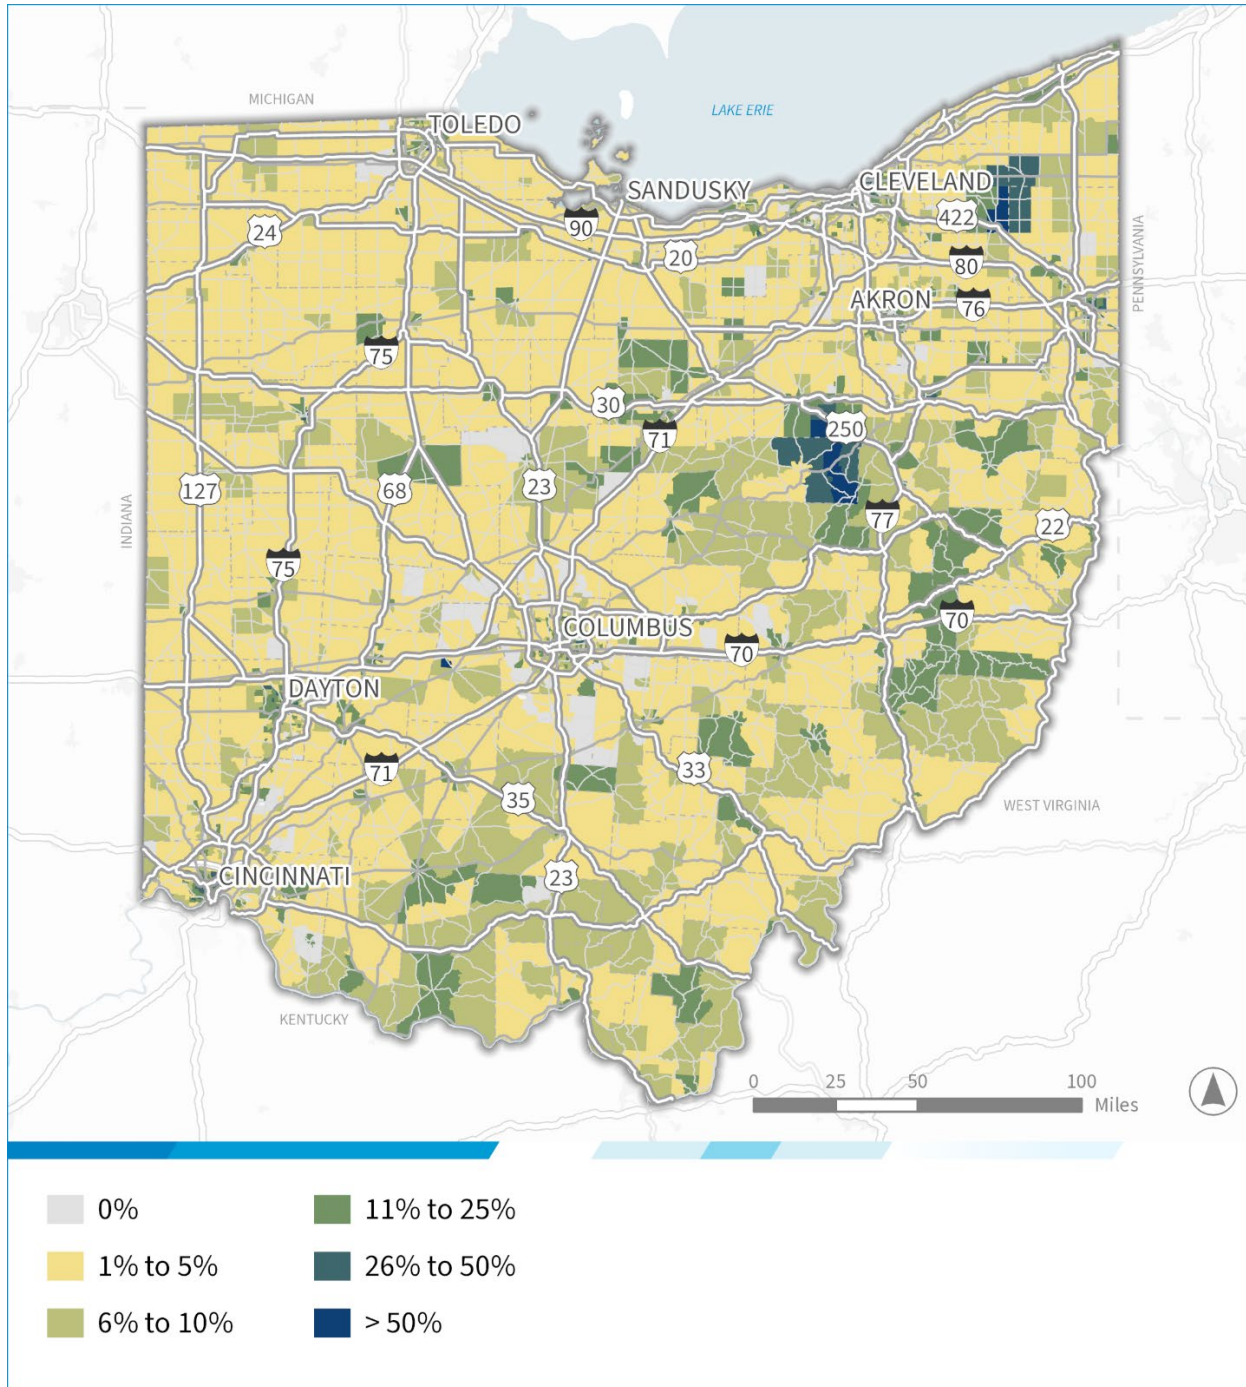 MICHIGAN
LAKE ERIE
TOLEDO
SANDUSKY
CLEVELAND
24
90
20
422
80
PENNSYLVANIA
AKRON
76
75
30
71
250
127
68
23
77
22
INDIANA
75
70
COLUMBUS
70
DAYTON
71
33
35
WEST VIRGINIA
CINCINNATI
23
KENTUCKY
0 25 50 100
Miles
0%
11% to 25%
1% to 5%
26% to 50%
6% to 10%
> 50%